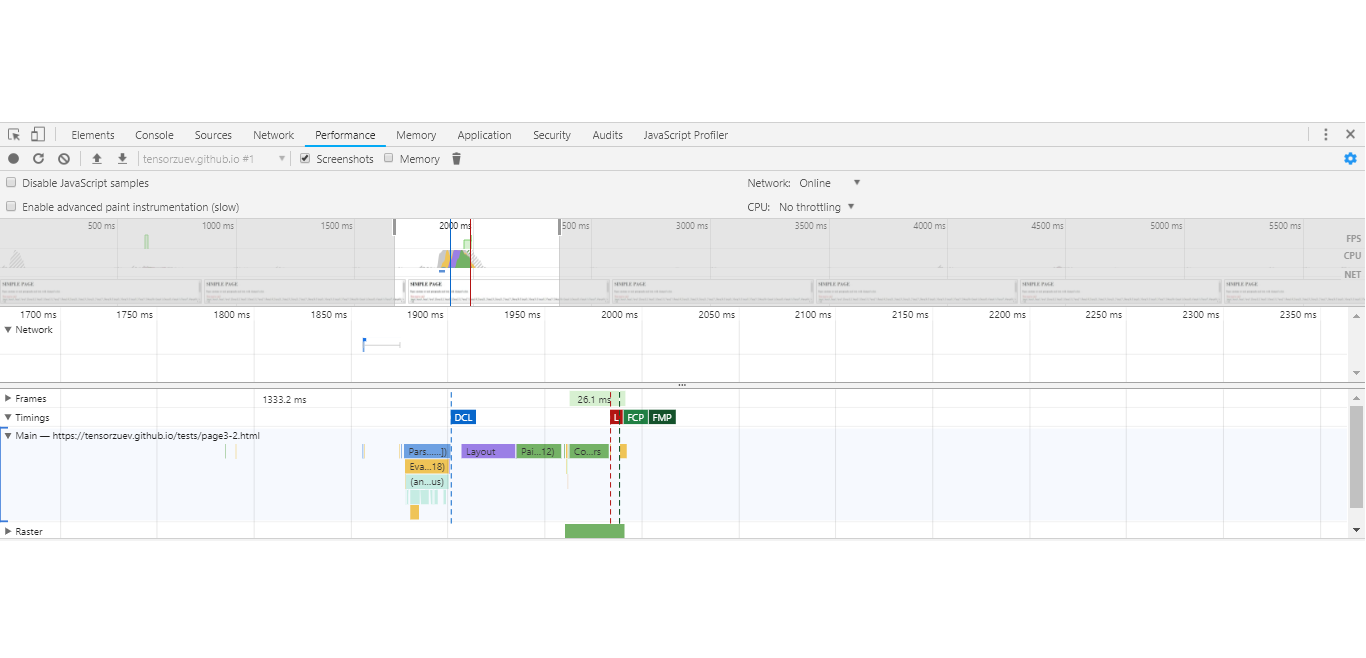 Elements Console Sources Network Performance Memory Application Security Audits JavaScript Profiler
tensorzuev.github.io #1 Screenshots Memory
Disable JavaScript samples Network: Online
Enable advanced paint instrumentation (slow) CPU: No throttling
500 ms 1000 ms 1500 ms 2000 ms 500 ms 3000 ms 3500 ms 4000 ms 4500 ms 5000 ms 5500 ms
FPS
CPU
NET
SIMPLE PAGE SIMPLE PAGE SIMPLE PAGE SIMPLE PAGE SIMPLE PAGE SIMPLE PAGE SIMPLE PAGE
1700 ms 1750 ms 1800 ms 1850 ms 1900 ms 1950 ms 2000 ms 2050 ms 2100 ms 2150 ms 2200 ms 2250 ms 2300 ms 2350 ms
Network
...
Frames 1333.2 ms 26.1 ms
Timings DCL L FCP FMP
Main — https://tensorzuev.github.io/tests/page3-2.html
Pars...…]) Layout Pai...12) Co...rs
Eva...18)
(an...us)
Raster